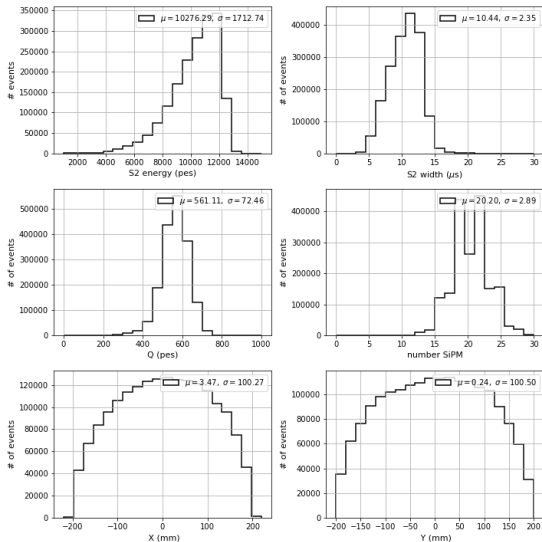 μ = 10276.29, σ = 1712.74
350000
300000
250000
200000
150000
100000
50000
0
# of events
2000 4000 6000 8000 10000 12000 14000
S2 energy (pes)
μ = 10.44, σ = 2.35
400000
300000
200000
100000
0
# of events
0 5 10 15 20 25 30
S2 width (μs)
μ = 561.11, σ = 72.46
500000
400000
300000
200000
100000
0
# of events
0 200 400 600 800 1000
Q (pes)
μ = 20.20, σ = 2.89
400000
300000
200000
100000
0
# of events
0 5 10 15 20 25 30
number SiPM
μ = 3.47, σ = 100.27
120000
100000
80000
60000
40000
20000
0
# of events
−200 −100 0 100 200
X (mm)
μ = 0.24, σ = 100.50
100000
80000
60000
40000
20000
0
# of events
−200 −150 −100 −50 0 50 100 150 200
Y (mm)